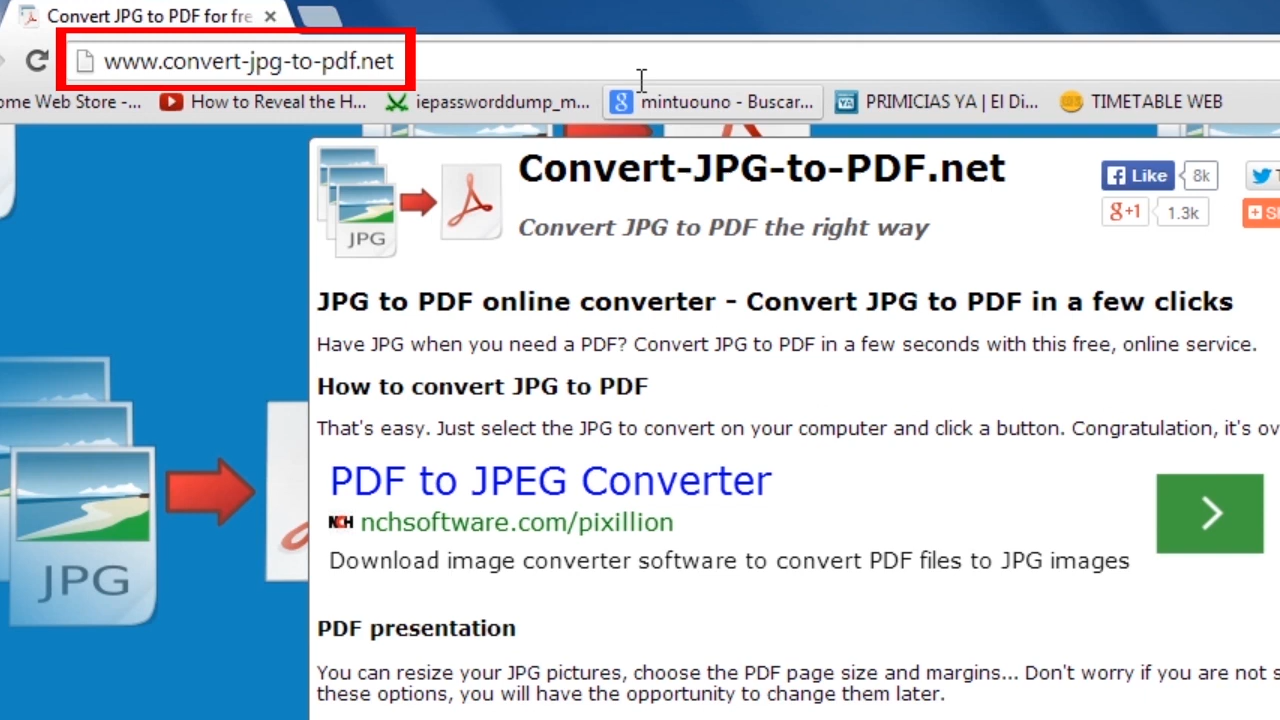 Convert JPG to PDF for fre
www.convert-jpg-to-pdf.net
ome Web Store -... How to Reveal the H... iepassworddump_m... mintuouno - Buscar... PRIMICIAS YA | El Di... TIMETABLE WEB
Convert-JPG-to-PDF.net
Convert JPG to PDF the right way
JPG
Like 8k
g+1 1.3k
JPG to PDF online converter - Convert JPG to PDF in a few clicks
Have JPG when you need a PDF? Convert JPG to PDF in a few seconds with this free, online service.
How to convert JPG to PDF
That's easy. Just select the JPG to convert on your computer and click a button. Congratulation, it's ov
PDF to JPEG Converter
NCH nchsoftware.com/pixillion
Download image converter software to convert PDF files to JPG images
JPG
PDF presentation
You can resize your JPG pictures, choose the PDF page size and margins... Don't worry if you are not s
these options, you will have the opportunity to change them later.